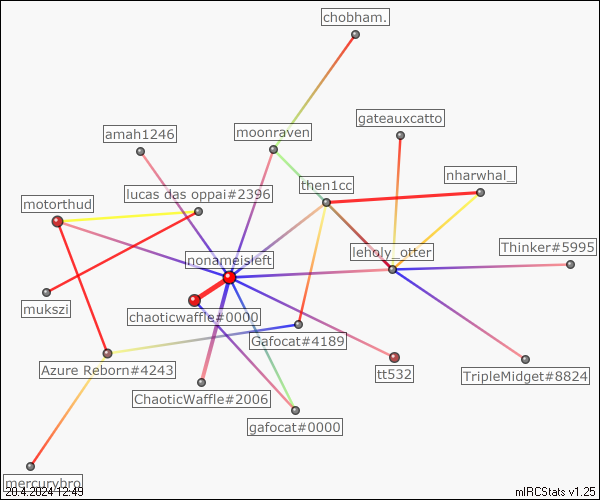 chobham.
gateauxcatto
amah1246
moonraven
nharwhal_
then1cc
lucas das oppai#2396
motorthud
Thinker#5995
leholy_otter
nonameisleft
mukszi
chaoticwaffle#0000
Gafocat#4189
Azure Reborn#4243
tt532
TripleMidget#8824
ChaoticWaffle#2006
gafocat#0000
mercurybro
20.4.2024 12:49
mIRCStats v1.25